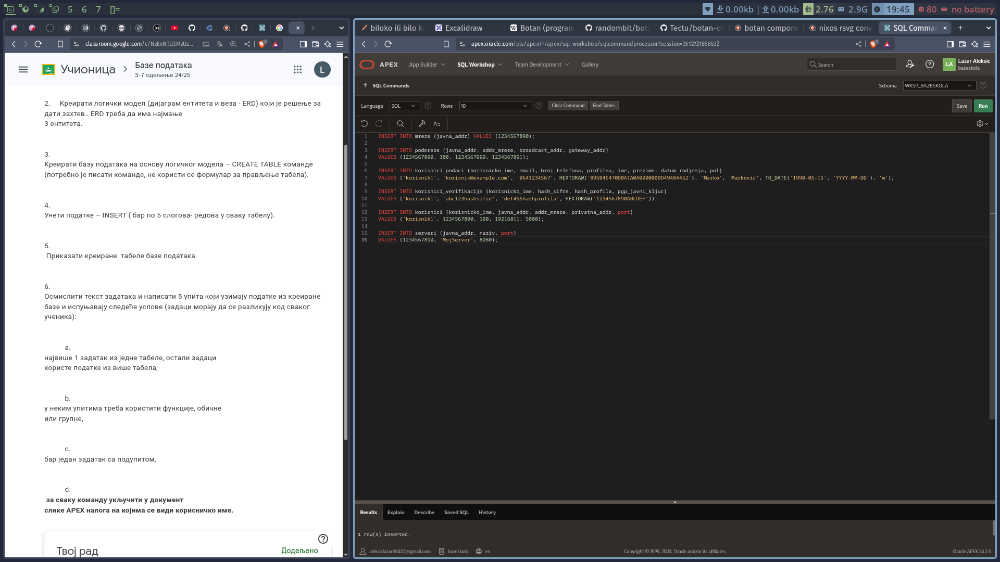 5 6 7 []=
0.00kb | 0.00kb 2.76 2.9G 19:45 80 no battery
classroom.google.com/c/NzExNTU3MzUz...
Учионица
Базе података
3-7 одељење 24/25
L
2. Креирати логички модел (дијаграм ентитета и веза - ERD) који је решење за
дати захтев.. ERD треба да има најмање
3 ентитета.
3.
Креирати базу података на основу логичког модела – CREATE TABLE команде
(потребно је писати команде, не користи се формулар за прављење табела).
4.
Унети податке – INSERT ( бар по 5 слогова- редова у сваку табелу).
5.
Приказати креиране табеле базе података.
6.
Осмислити текст задатака и написати 5 упита који узимају податке из креиране
базе и испуњавају следеће услове (задаци морају да се разликују код сваког
ученика):
a.
највише 1 задатак из једне табеле, остали задаци
користе податке из више табела,
b.
у неким упитима треба користити функције, обичне
или групне,
c.
бар један задатак са подупитом,
d.
за сваку команду укључити у документ
слике APEX налога на којима се види корисничко име.
Твој рад
Додељено
biloko ili bilo k
Excalidraw
Botan (program
randombit/bota
Tectu/botan-cm
botan compone
nixos rsvg conv
SQL Comman
apex.oracle.com/pls/apex/r/apex/sql-workshop/sqlcommandprocessor?session=3512721858532
APEX
App Builder
SQL Workshop
Team Development
Gallery
Search
LA
Lazar Aleksic
bazeskola
SQL Commands
Schema
WKSP_BAZESKOLA
Language
SQL
Rows
10
Clear Command
Find Tables
Save
Run
1 INSERT INTO mreze (javna_addr) VALUES (1234567890);
2
3 INSERT INTO podmreze (javna_addr, addr_mreze, broadcast_addr, gateway_addr)
4 VALUES (1234567890, 100, 1234567999, 1234567891);
5
6 INSERT INTO korisnici_podaci (korisnicko_ime, email, broj_telefona, profilna, ime, prezime, datum_rodjenja, pol)
7 VALUES ('korisnik1', 'korisnik@example.com', '0641234567', HEXTORAW('89504E470D0A1A0A0000000D49484452'), 'Marko', 'Markovic', TO_DATE('1990-05-15', 'YYYY-MM-DD'), 'm');
8
9 INSERT INTO korisnici_verifikacije (korisnicko_ime, hash_sifre, hash_profila, pgp_javni_kljuc)
10 VALUES ('korisnik1', 'abc123hashsifre', 'def456hashprofila', HEXTORAW('1234567890ABCDEF'));
11
12 INSERT INTO korisnici (korisnicko_ime, javna_addr, addr_mreze, privatna_addr, port)
13 VALUES ('korisnik1', 1234567890, 100, 19216811, 5000);
14
15 INSERT INTO serveri (javna_addr, naziv, port)
16 VALUES (1234567890, 'MojServer', 8080);
Results
Explain
Describe
Saved SQL
History
1 row(s) inserted.
aleksiclazar69420@gmail.com
bazeskola
en
Copyright © 1999, 2024, Oracle and/or its affiliates.
Oracle APEX 24.2.5